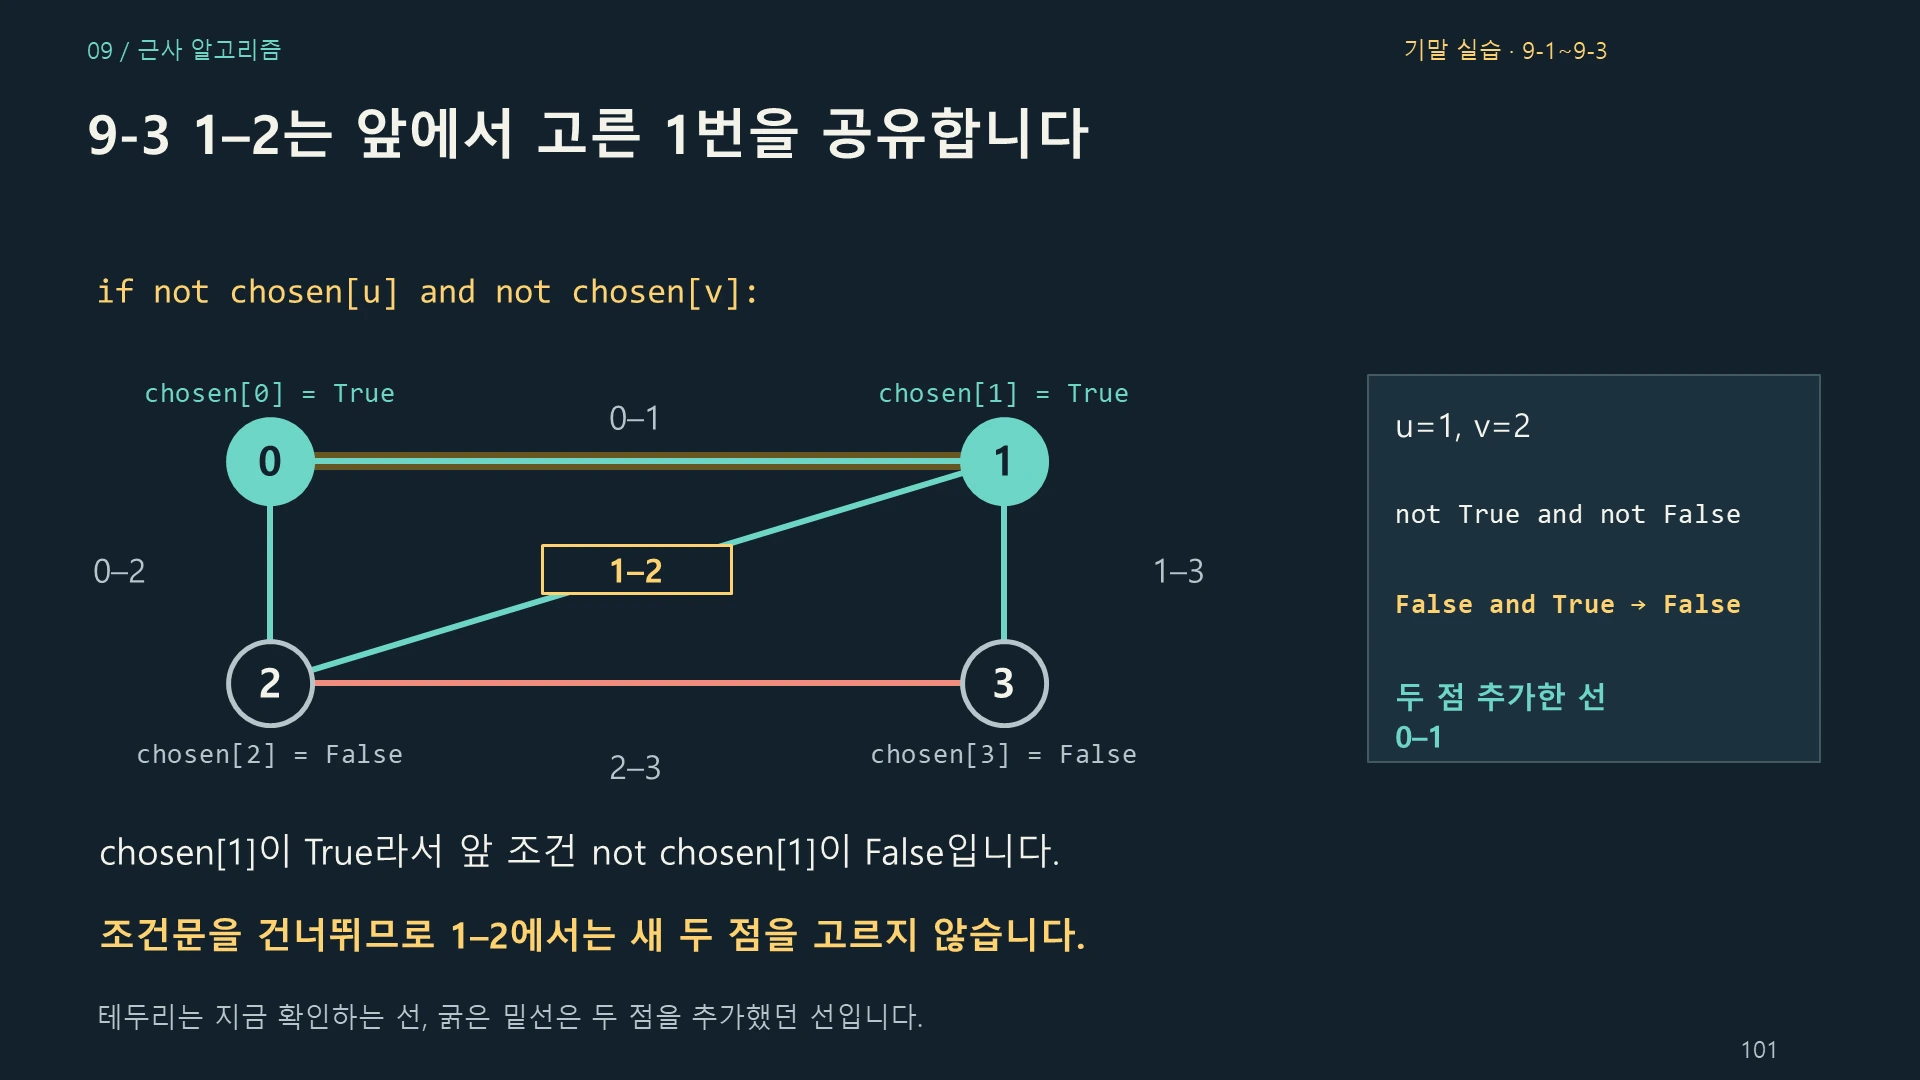 09 / 근사 알고리즘
기말 실습 · 9-1~9-3
9-3 1–2는 앞에서 고른 1번을 공유합니다
if not chosen[u] and not chosen[v]:
chosen[0] = True
0–1
chosen[1] = True
0
1
0–2
1–2
1–3
2
3
chosen[2] = False
2–3
chosen[3] = False
u=1, v=2
not True and not False
False and True → False
두 점 추가한 선
0–1
chosen[1]이 True라서 앞 조건 not chosen[1]이 False입니다.
조건문을 건너뛰므로 1–2에서는 새 두 점을 고르지 않습니다.
테두리는 지금 확인하는 선, 굵은 밑선은 두 점을 추가했던 선입니다.
101